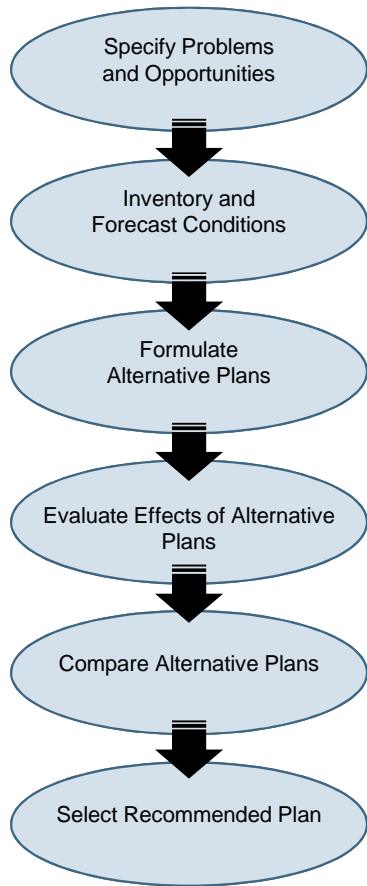 Specify Problems
and Opportunities
Inventory and
Forecast Conditions
Formulate
Alternative Plans
Evaluate Effects of Alternative
Plans
Compare Alternative Plans
Select Recommended Plan